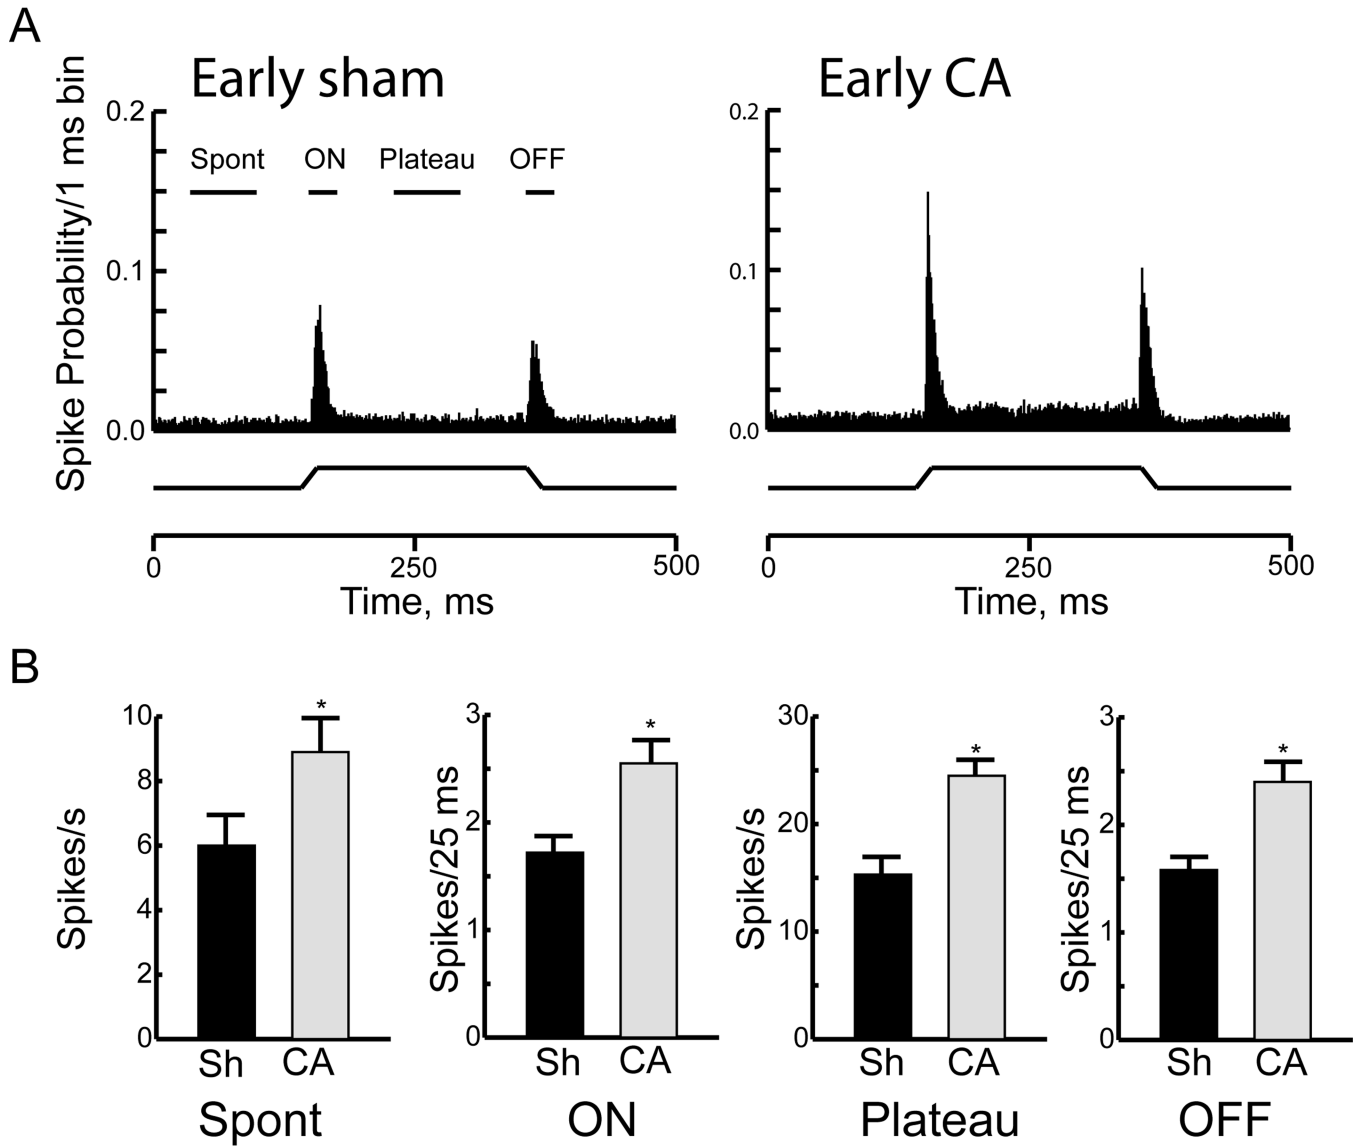 A
Early sham
Early CA
Spike Probability/1 ms bin
0.2
0.1
0.0
Spont ON Plateau OFF
0.2
0.1
0.0
0 250 500
Time, ms
0 250 500
Time, ms
B
Spikes/s
10
8
6
4
2
0
*
Sh CA
Spont
Spikes/25 ms
3
2
1
0
*
Sh CA
ON
Spikes/s
30
20
10
0
*
Sh CA
Plateau
Spikes/25 ms
3
2
1
0
*
Sh CA
OFF